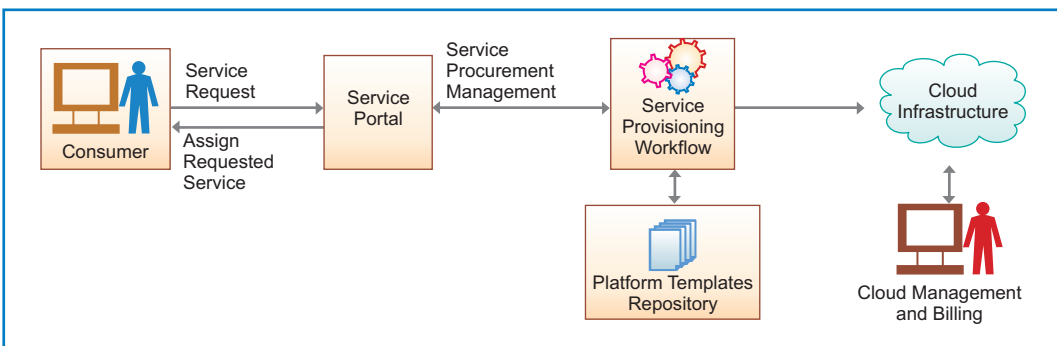 Consumer
Service
Request
Assign
Requested
Service
Service
Portal
Service
Procurement
Management
Service
Provisioning
Workflow
Platform Templates
Repository
Cloud
Infrastructure
Cloud Management
and Billing